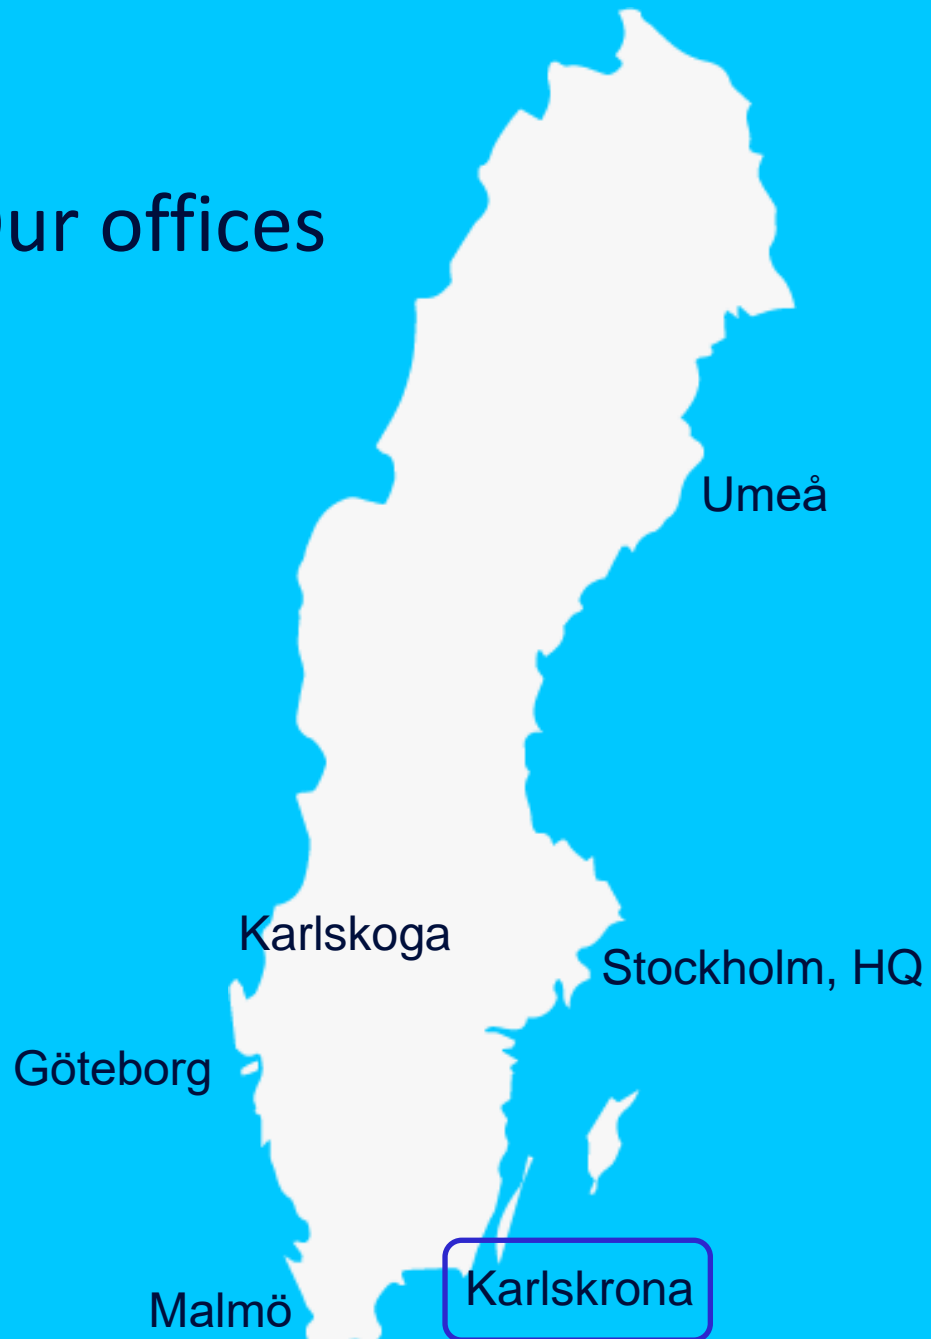 ur offices
Umeå
Karlskoga
Stockholm, HQ
Göteborg
Karlskrona
Malmö